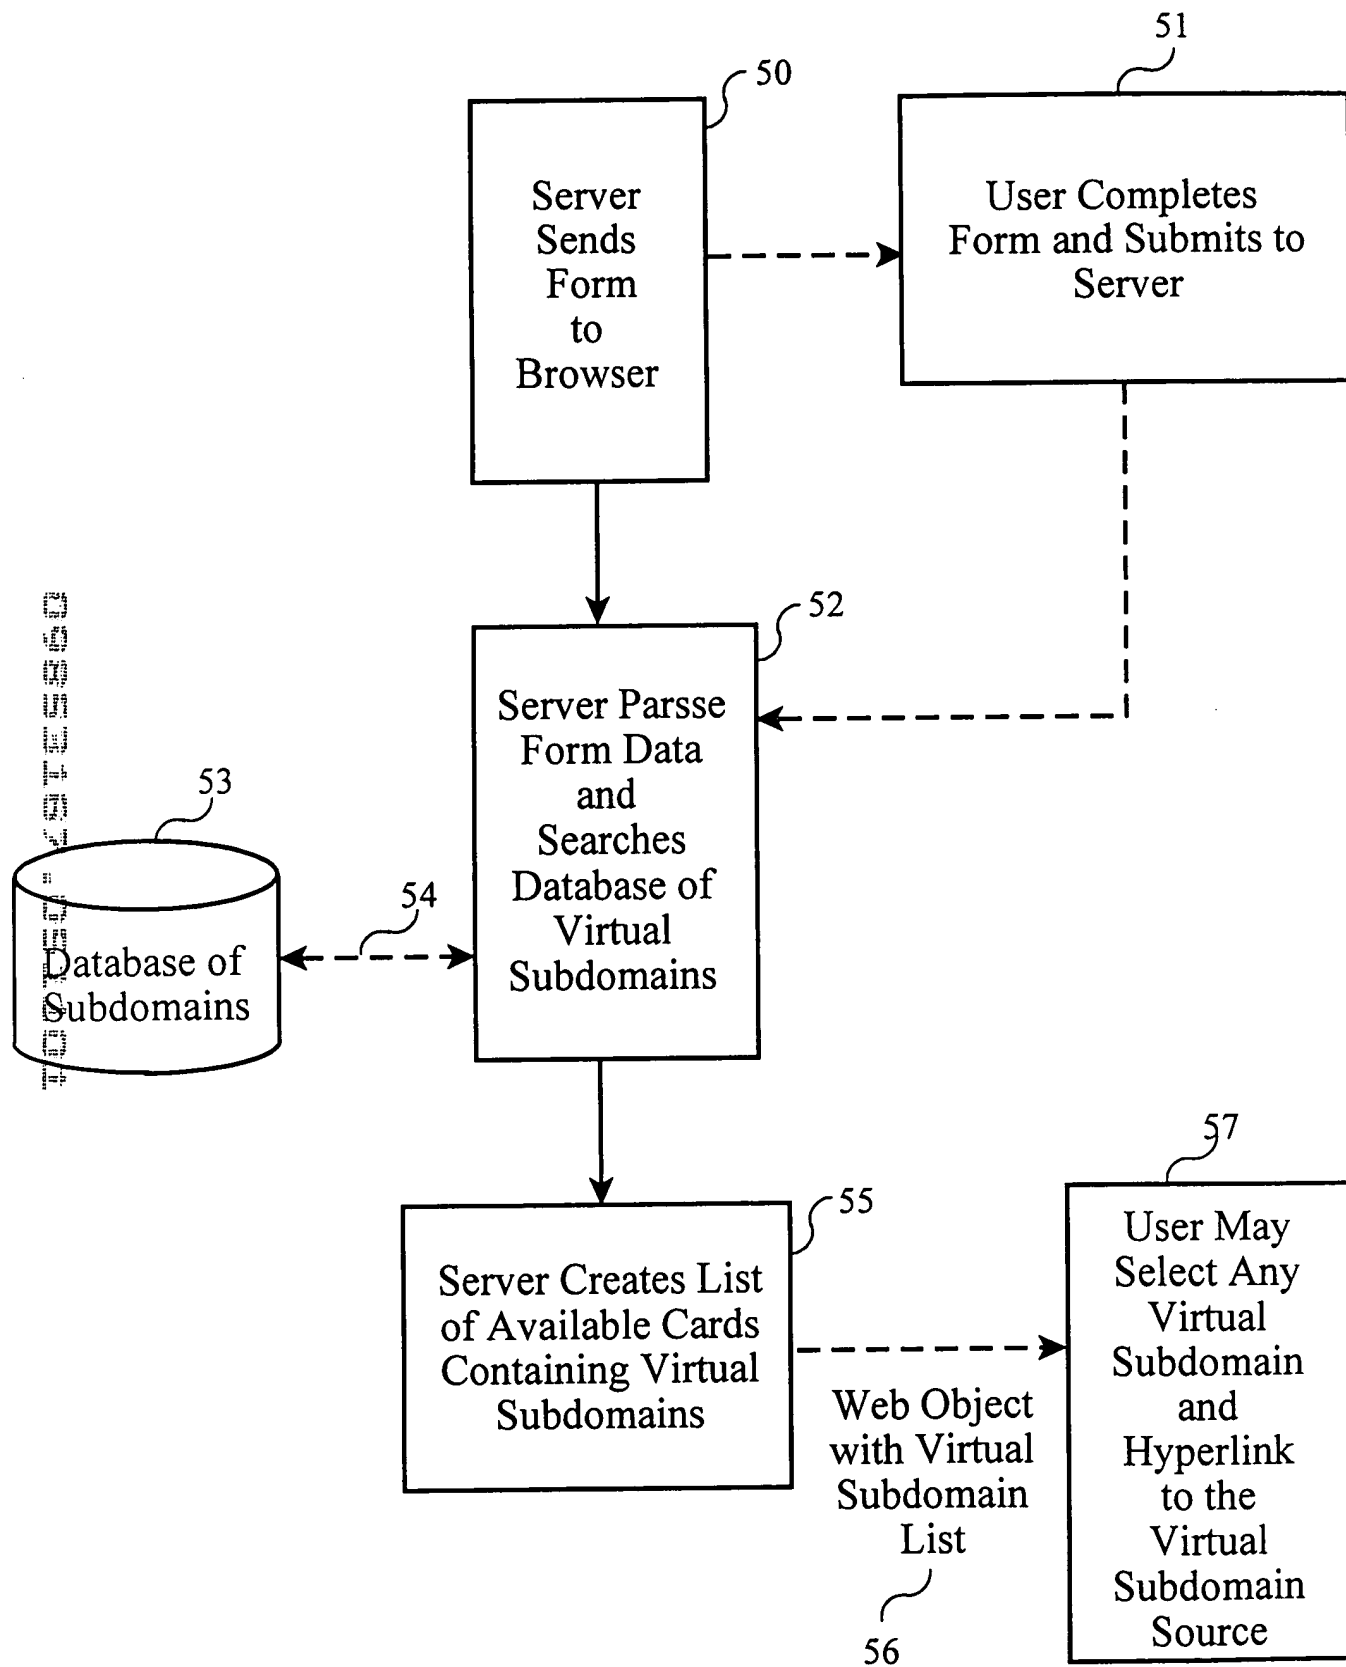 50
51
Server
Sends
Form
to
Browser
User Completes
Form and Submits to
Server
52
Server Parsse
Form Data
and
Searches
Database of
Virtual
Subdomains
53
Database of
Subdomains
54
55
Server Creates List
of Available Cards
Containing Virtual
Subdomains
Web Object
with Virtual
Subdomain
List
56
57
User May
Select Any
Virtual
Subdomain
and
Hyperlink
to the
Virtual
Subdomain
Source